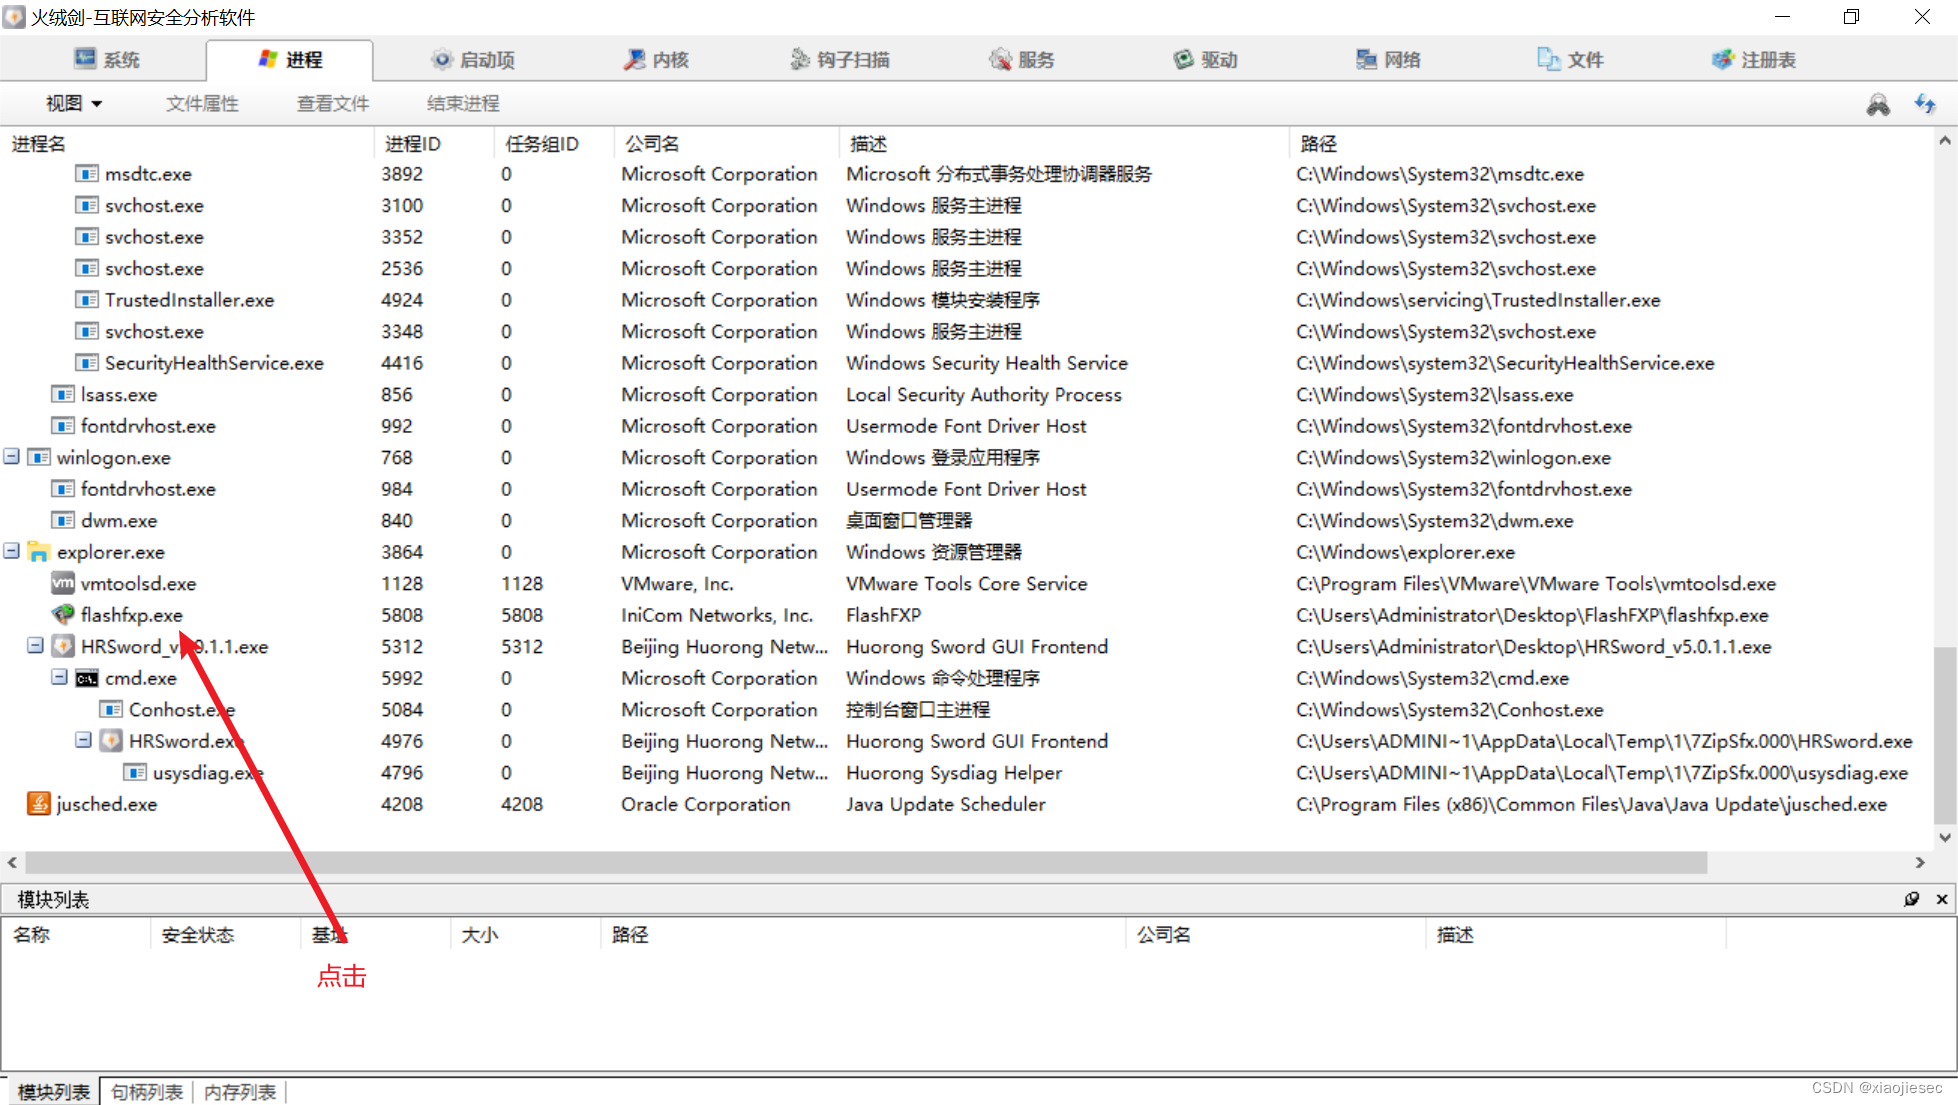 火绒剑-互联网安全分析软件
系统 进程 启动项 内核 钩子扫描 服务 驱动 网络 文件 注册表
视图 文件属性 查看文件 结束进程
进程名 进程ID 任务组ID 公司名 描述 路径
msdtc.exe 3892 0 Microsoft Corporation Microsoft 分布式事务处理协调器服务 C:\Windows\System32\msdtc.exe
svchost.exe 3100 0 Microsoft Corporation Windows 服务主进程 C:\Windows\System32\svchost.exe
svchost.exe 3352 0 Microsoft Corporation Windows 服务主进程 C:\Windows\System32\svchost.exe
svchost.exe 2536 0 Microsoft Corporation Windows 服务主进程 C:\Windows\System32\svchost.exe
TrustedInstaller.exe 4924 0 Microsoft Corporation Windows 模块安装程序 C:\Windows\servicing\TrustedInstaller.exe
svchost.exe 3348 0 Microsoft Corporation Windows 服务主进程 C:\Windows\System32\svchost.exe
SecurityHealthService.exe 4416 0 Microsoft Corporation Windows Security Health Service C:\Windows\system32\SecurityHealthService.exe
lsass.exe 856 0 Microsoft Corporation Local Security Authority Process C:\Windows\System32\lsass.exe
fontdrvhost.exe 992 0 Microsoft Corporation Usermode Font Driver Host C:\Windows\System32\fontdrvhost.exe
winlogon.exe 768 0 Microsoft Corporation Windows 登录应用程序 C:\Windows\System32\winlogon.exe
fontdrvhost.exe 984 0 Microsoft Corporation Usermode Font Driver Host C:\Windows\System32\fontdrvhost.exe
dwm.exe 840 0 Microsoft Corporation 桌面窗口管理器 C:\Windows\System32\dwm.exe
explorer.exe 3864 0 Microsoft Corporation Windows 资源管理器 C:\Windows\explorer.exe
vm vmtoolsd.exe 1128 1128 VMware, Inc. VMware Tools Core Service C:\Program Files\VMware\VMware Tools\vmtoolsd.exe
flashfxp.exe 5808 5808 IniCom Networks, Inc. FlashFXP C:\Users\Administrator\Desktop\FlashFXP\flashfxp.exe
HRSword_v5.0.1.1.exe 5312 5312 Beijing Huorong Netw... Huorong Sword GUI Frontend C:\Users\Administrator\Desktop\HRSword_v5.0.1.1.exe
cmd.exe 5992 0 Microsoft Corporation Windows 命令处理程序 C:\Windows\System32\cmd.exe
Conhost.exe 5084 0 Microsoft Corporation 控制台窗口主进程 C:\Windows\System32\Conhost.exe
HRSword.exe 4976 0 Beijing Huorong Netw... Huorong Sword GUI Frontend C:\Users\ADMINI~1\AppData\Local\Temp\1\7ZipSfx.000\HRSword.exe
usysdiag.exe 4796 0 Beijing Huorong Netw... Huorong Sysdiag Helper C:\Users\ADMINI~1\AppData\Local\Temp\1\7ZipSfx.000\usysdiag.exe
jusched.exe 4208 4208 Oracle Corporation Java Update Scheduler C:\Program Files (x86)\Common Files\Java\Java Update\jusched.exe
模块列表
名称 安全状态 基址 大小 路径 公司名 描述
点击
模块列表 句柄列表 内存列表
CSDN @xiaojiesec